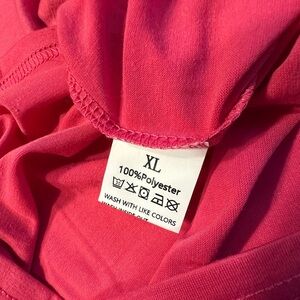 XL
100%Polyester
WASH WITH LIKE COLORS